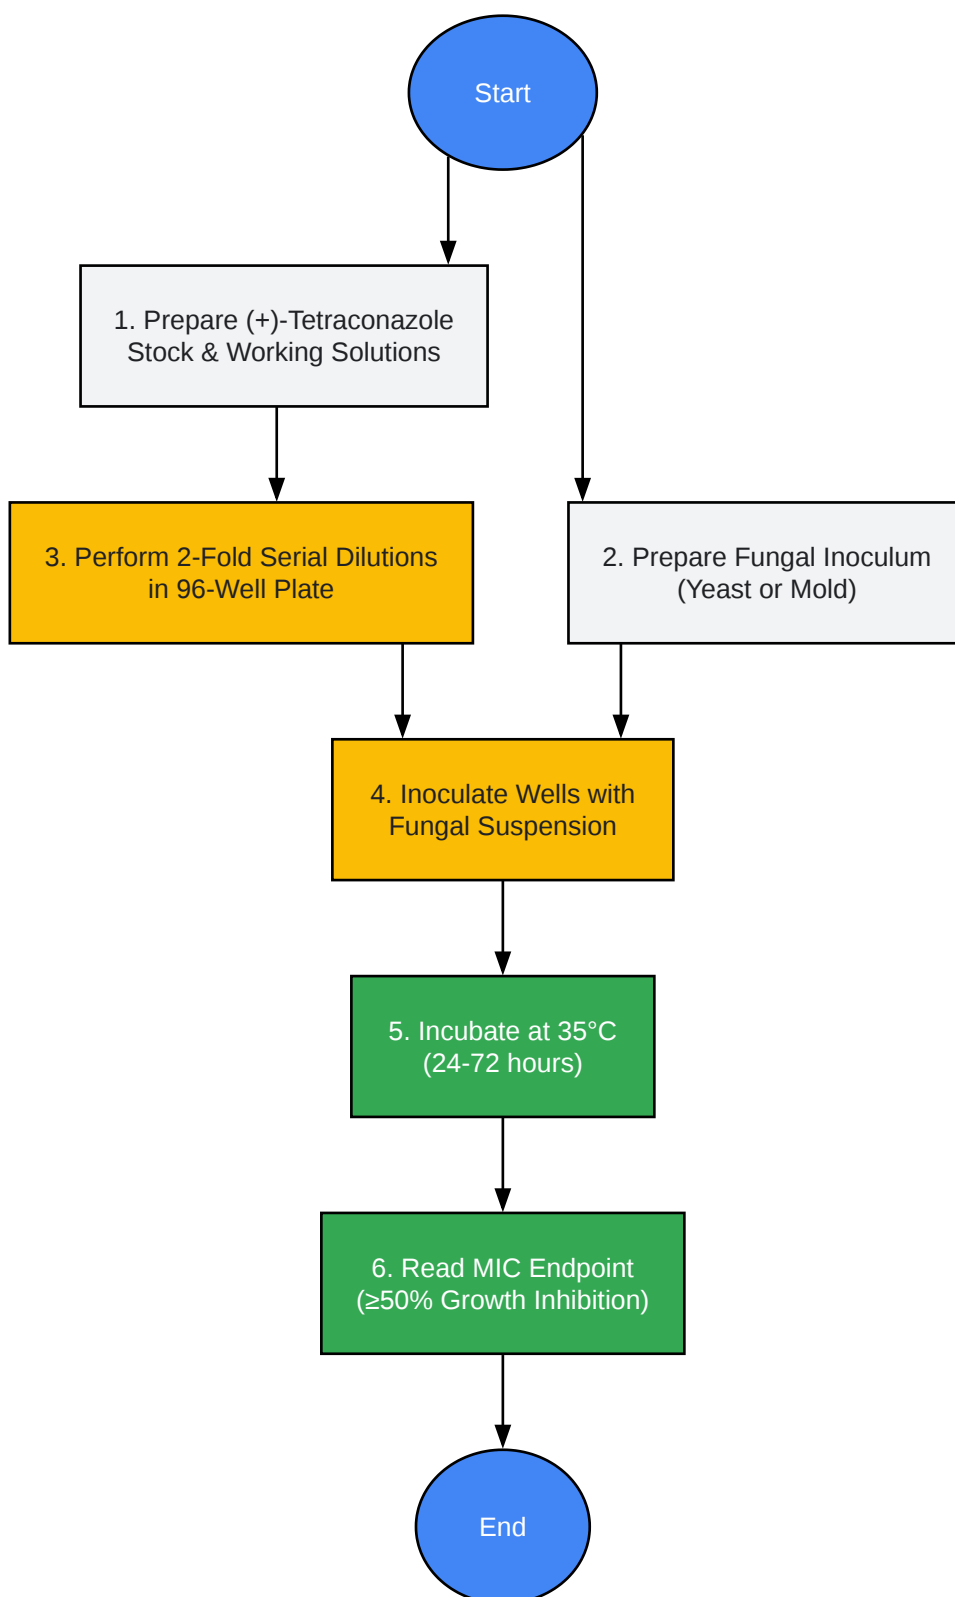 Start
1. Prepare (+)-Tetraconazole
Stock & Working Solutions
3. Perform 2-Fold Serial Dilutions
in 96-Well Plate
2. Prepare Fungal Inoculum
(Yeast or Mold)
4. Inoculate Wells with
Fungal Suspension
5. Incubate at 35°C
(24-72 hours)
6. Read MIC Endpoint
(≥50% Growth Inhibition)
End